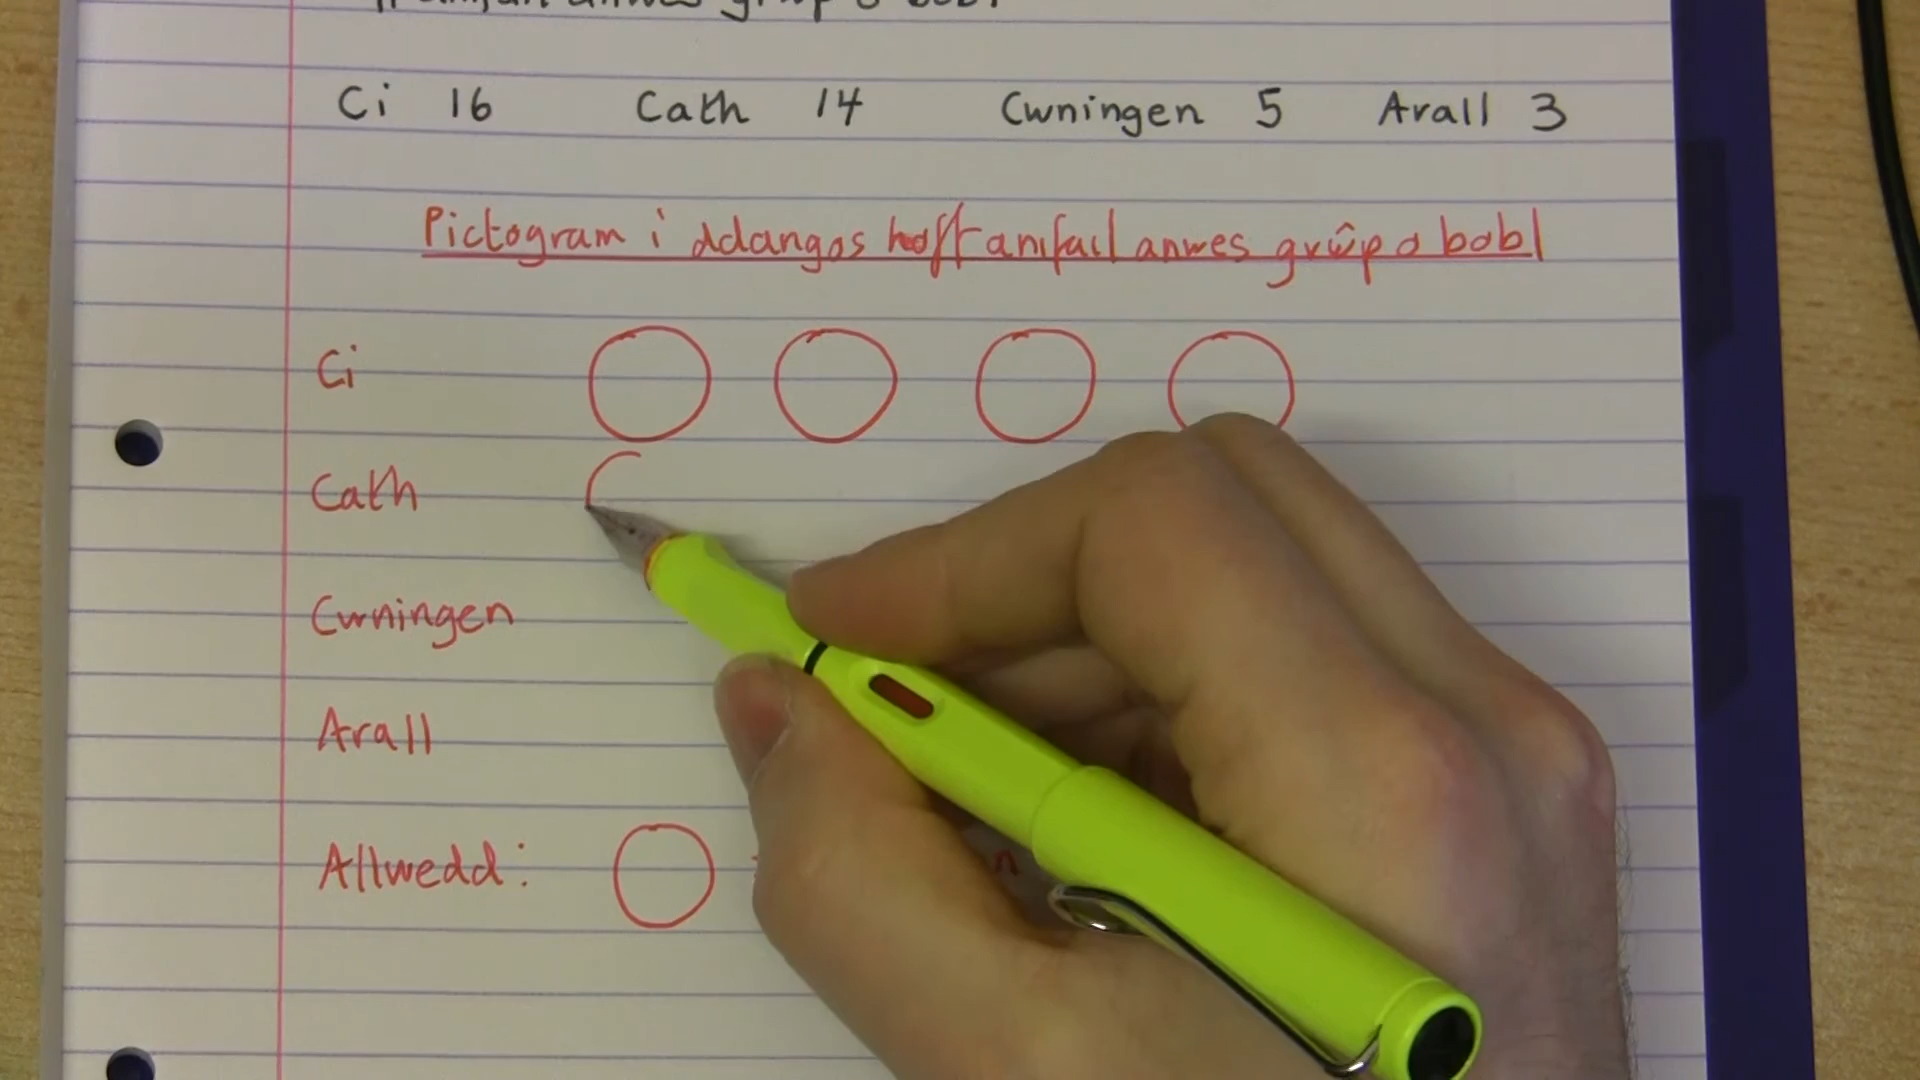 Ci 16 Cath 14 Cwningen 5 Arall 3
Pictogram i ddangos hoff anifail anwes grŵp o bobl
Ci
Cath
Cwningen
Arall
Allwedd: